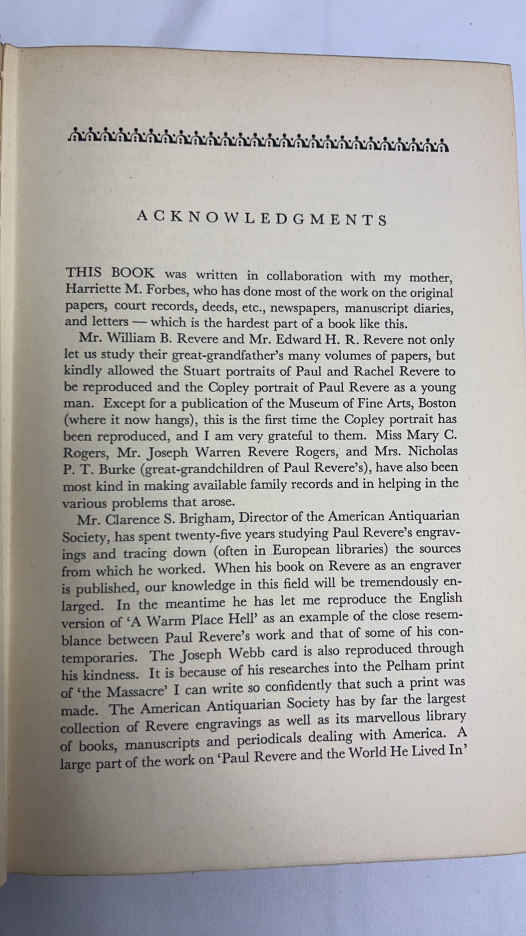 ACKNOWLEDGMENTS
THIS BOOK was written in collaboration with my mother,
Harriette M. Forbes, who has done most of the work on the original
papers, court records, deeds, etc., newspapers, manuscript diaries,
and letters — which is the hardest part of a book like this.
Mr. William B. Revere and Mr. Edward H. R. Revere not only
let us study their great-grandfather's many volumes of papers, but
kindly allowed the Stuart portraits of Paul and Rachel Revere to
be reproduced and the Copley portrait of Paul Revere as a young
man. Except for a publication of the Museum of Fine Arts, Boston
(where it now hangs), this is the first time the Copley portrait has
been reproduced, and I am very grateful to them. Miss Mary C.
Rogers, Mr. Joseph Warren Revere Rogers, and Mrs. Nicholas
P. T. Burke (great-grandchildren of Paul Revere's), have also been
most kind in making available family records and in helping in the
various problems that arose.
Mr. Clarence S. Brigham, Director of the American Antiquarian
Society, has spent twenty-five years studying Paul Revere's engrav-
ings and tracing down (often in European libraries) the sources
from which he worked. When his book on Revere as an engraver
is published, our knowledge in this field will be tremendously en-
larged. In the meantime he has let me reproduce the English
version of 'A Warm Place Hell' as an example of the close resem-
blance between Paul Revere's work and that of some of his con-
temporaries. The Joseph Webb card is also reproduced through
his kindness. It is because of his researches into the Pelham print
of 'the Massacre' I can write so confidently that such a print was
made. The American Antiquarian Society has by far the largest
collection of Revere engravings as well as its marvellous library
of books, manuscripts and periodicals dealing with America. A
large part of the work on 'Paul Revere and the World He Lived In'